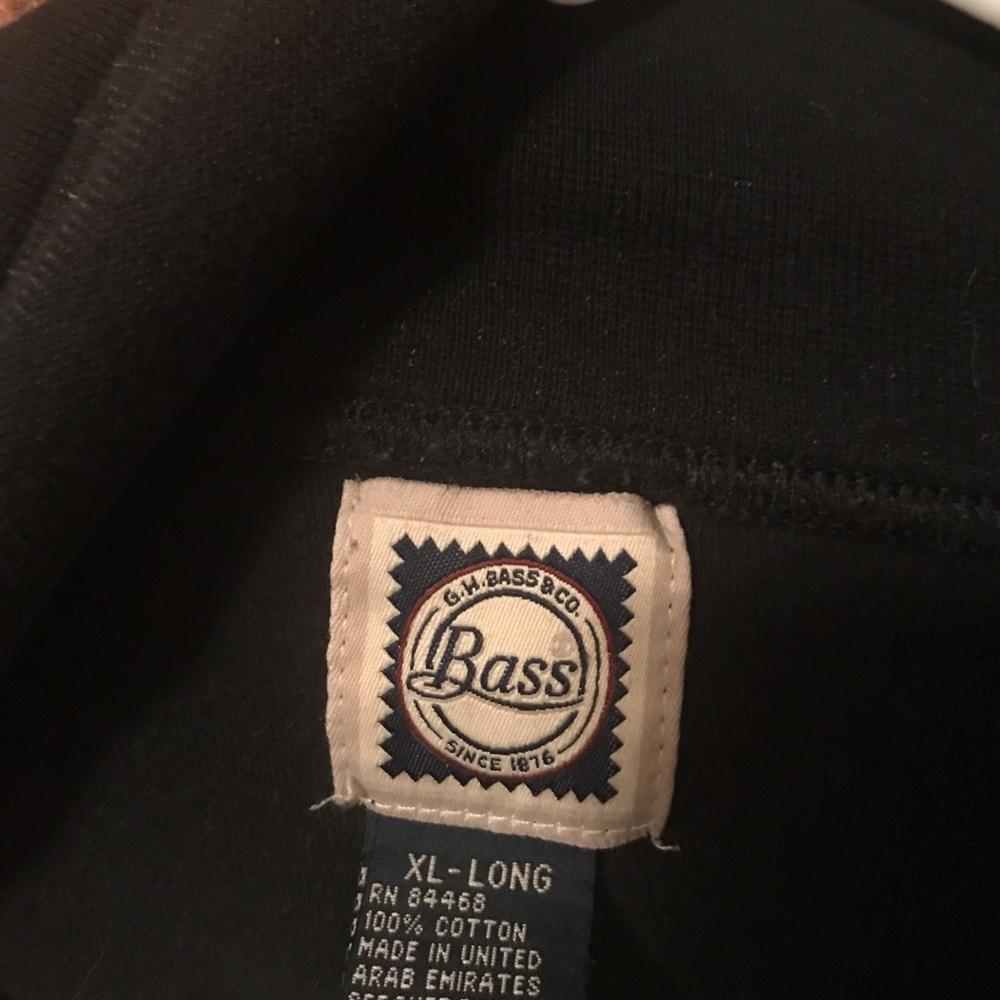 G.H. BASS & CO.
Bass
SINCE 1876
XL-LONG
RN 84468
100% COTTON
MADE IN UNITED
ARAB EMIRATES